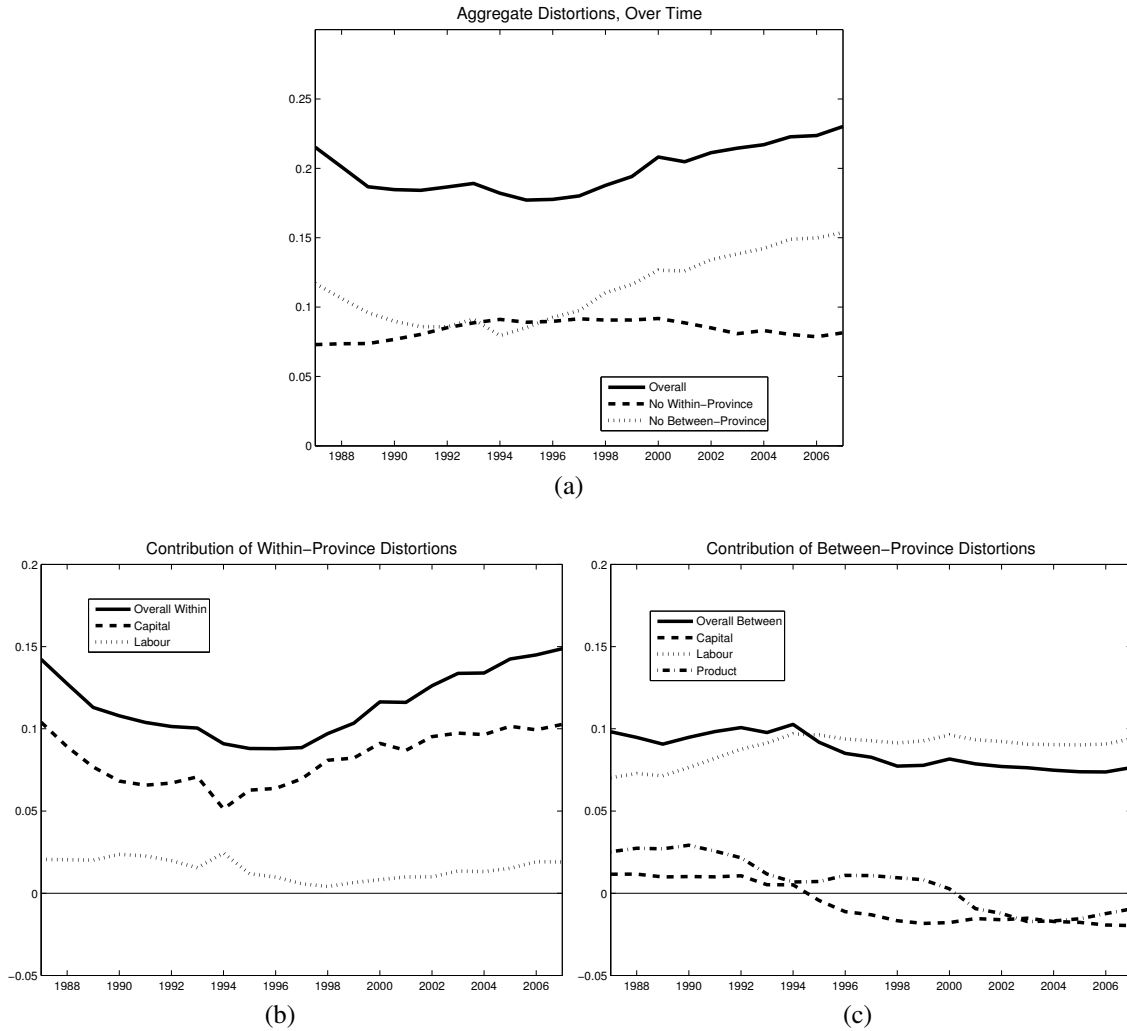 Aggregate Distortions, Over Time
0.25
0.2
0.15
0.1
0.05
0
Overall
No Within-Province
No Between-Province
1988 1990 1992 1994 1996 1998 2000 2002 2004 2006
(a)
Contribution of Within-Province Distortions
0.2
0.15
0.1
0.05
0
-0.05
Overall Within
Capital
Labour
1988 1990 1992 1994 1996 1998 2000 2002 2004 2006
(b)
Contribution of Between-Province Distortions
0.2
0.15
0.1
0.05
0
-0.05
Overall Between
Capital
Labour
Product
1988 1990 1992 1994 1996 1998 2000 2002 2004 2006
(c)